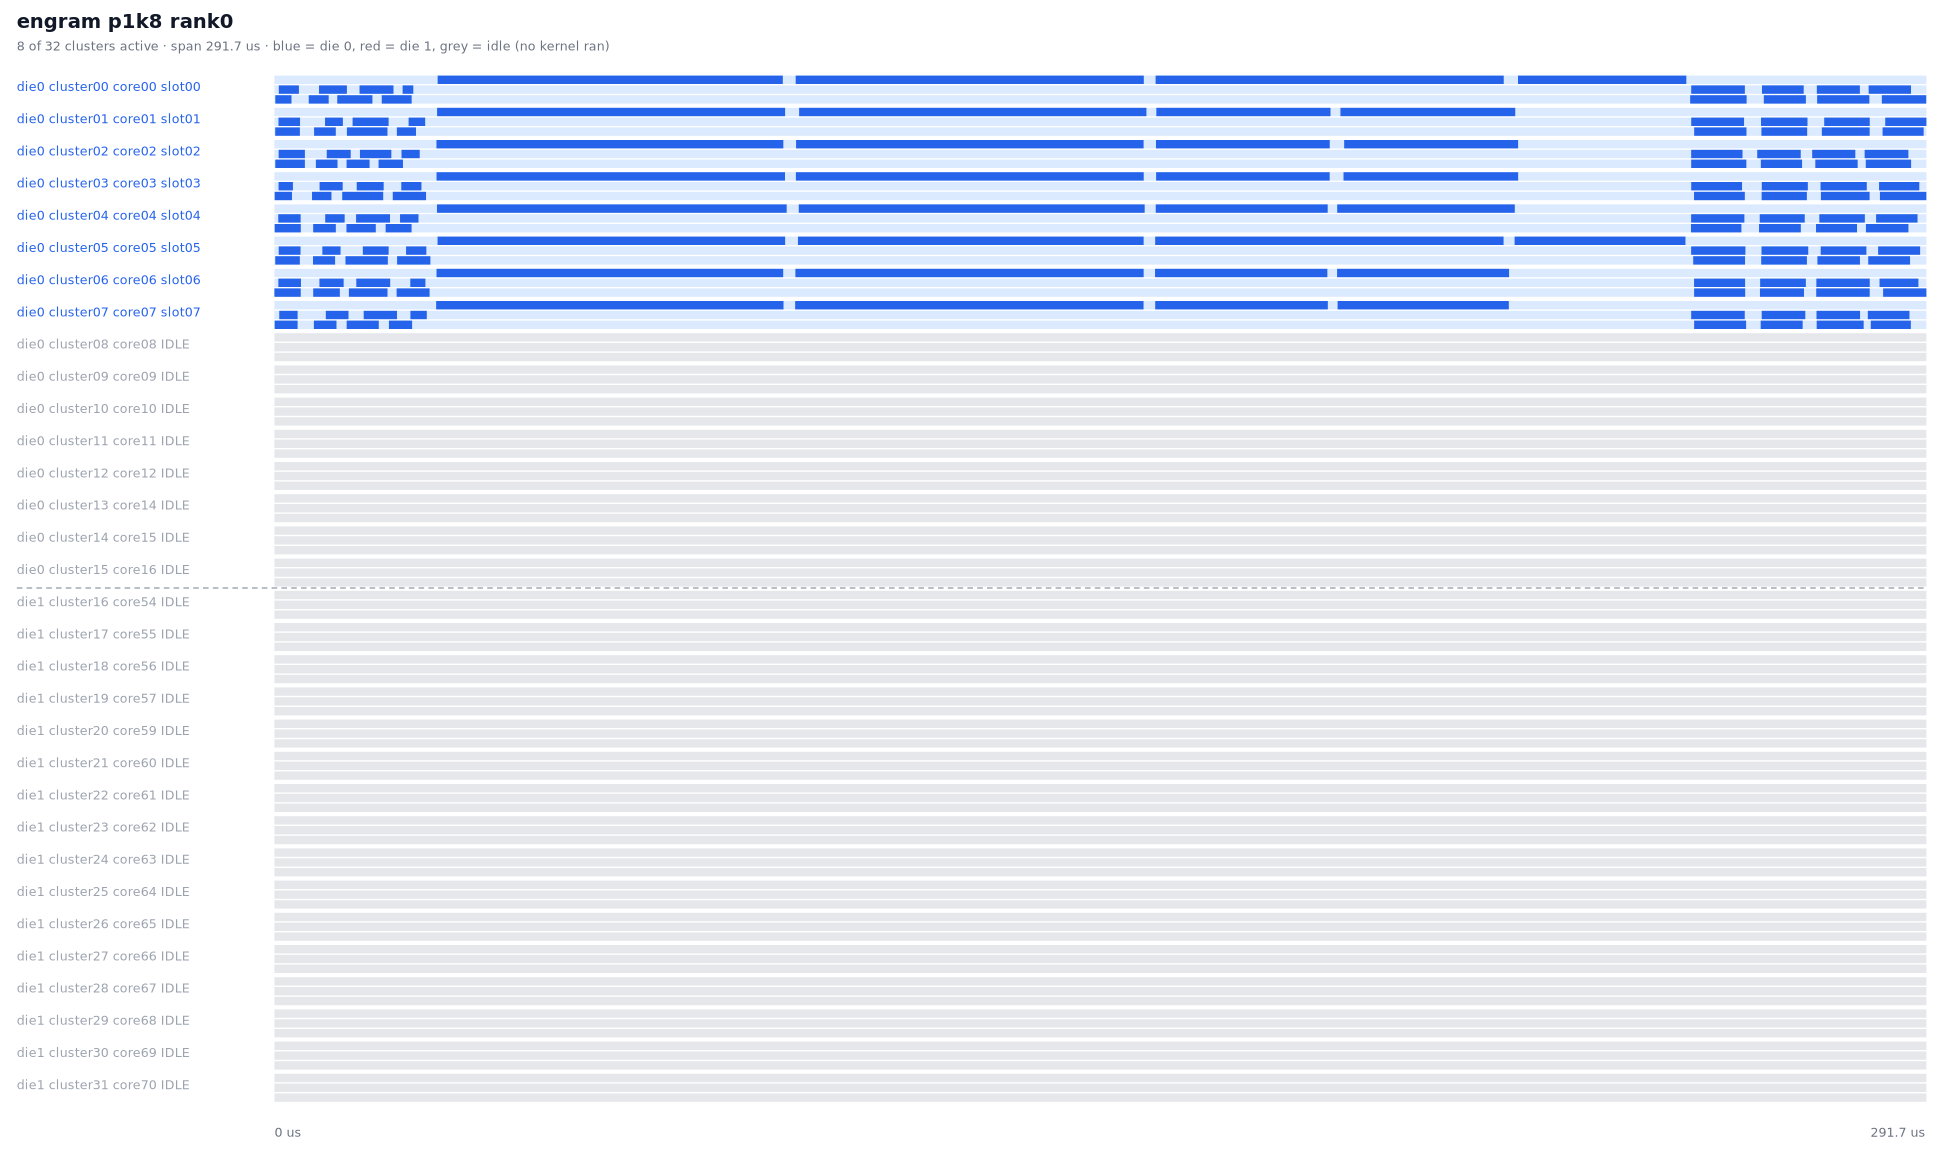 engram p1k8 rank0
8 of 32 clusters active · span 291.7 us · blue = die 0, red = die 1, grey = idle (no kernel ran)
die0 cluster00 core00 slot00
die0 cluster01 core01 slot01
die0 cluster02 core02 slot02
die0 cluster03 core03 slot03
die0 cluster04 core04 slot04
die0 cluster05 core05 slot05
die0 cluster06 core06 slot06
die0 cluster07 core07 slot07
die0 cluster08 core08 IDLE
die0 cluster09 core09 IDLE
die0 cluster10 core10 IDLE
die0 cluster11 core11 IDLE
die0 cluster12 core12 IDLE
die0 cluster13 core14 IDLE
die0 cluster14 core15 IDLE
die0 cluster15 core16 IDLE
die1 cluster16 core54 IDLE
die1 cluster17 core55 IDLE
die1 cluster18 core56 IDLE
die1 cluster19 core57 IDLE
die1 cluster20 core59 IDLE
die1 cluster21 core60 IDLE
die1 cluster22 core61 IDLE
die1 cluster23 core62 IDLE
die1 cluster24 core63 IDLE
die1 cluster25 core64 IDLE
die1 cluster26 core65 IDLE
die1 cluster27 core66 IDLE
die1 cluster28 core67 IDLE
die1 cluster29 core68 IDLE
die1 cluster30 core69 IDLE
die1 cluster31 core70 IDLE
0 us
291.7 us